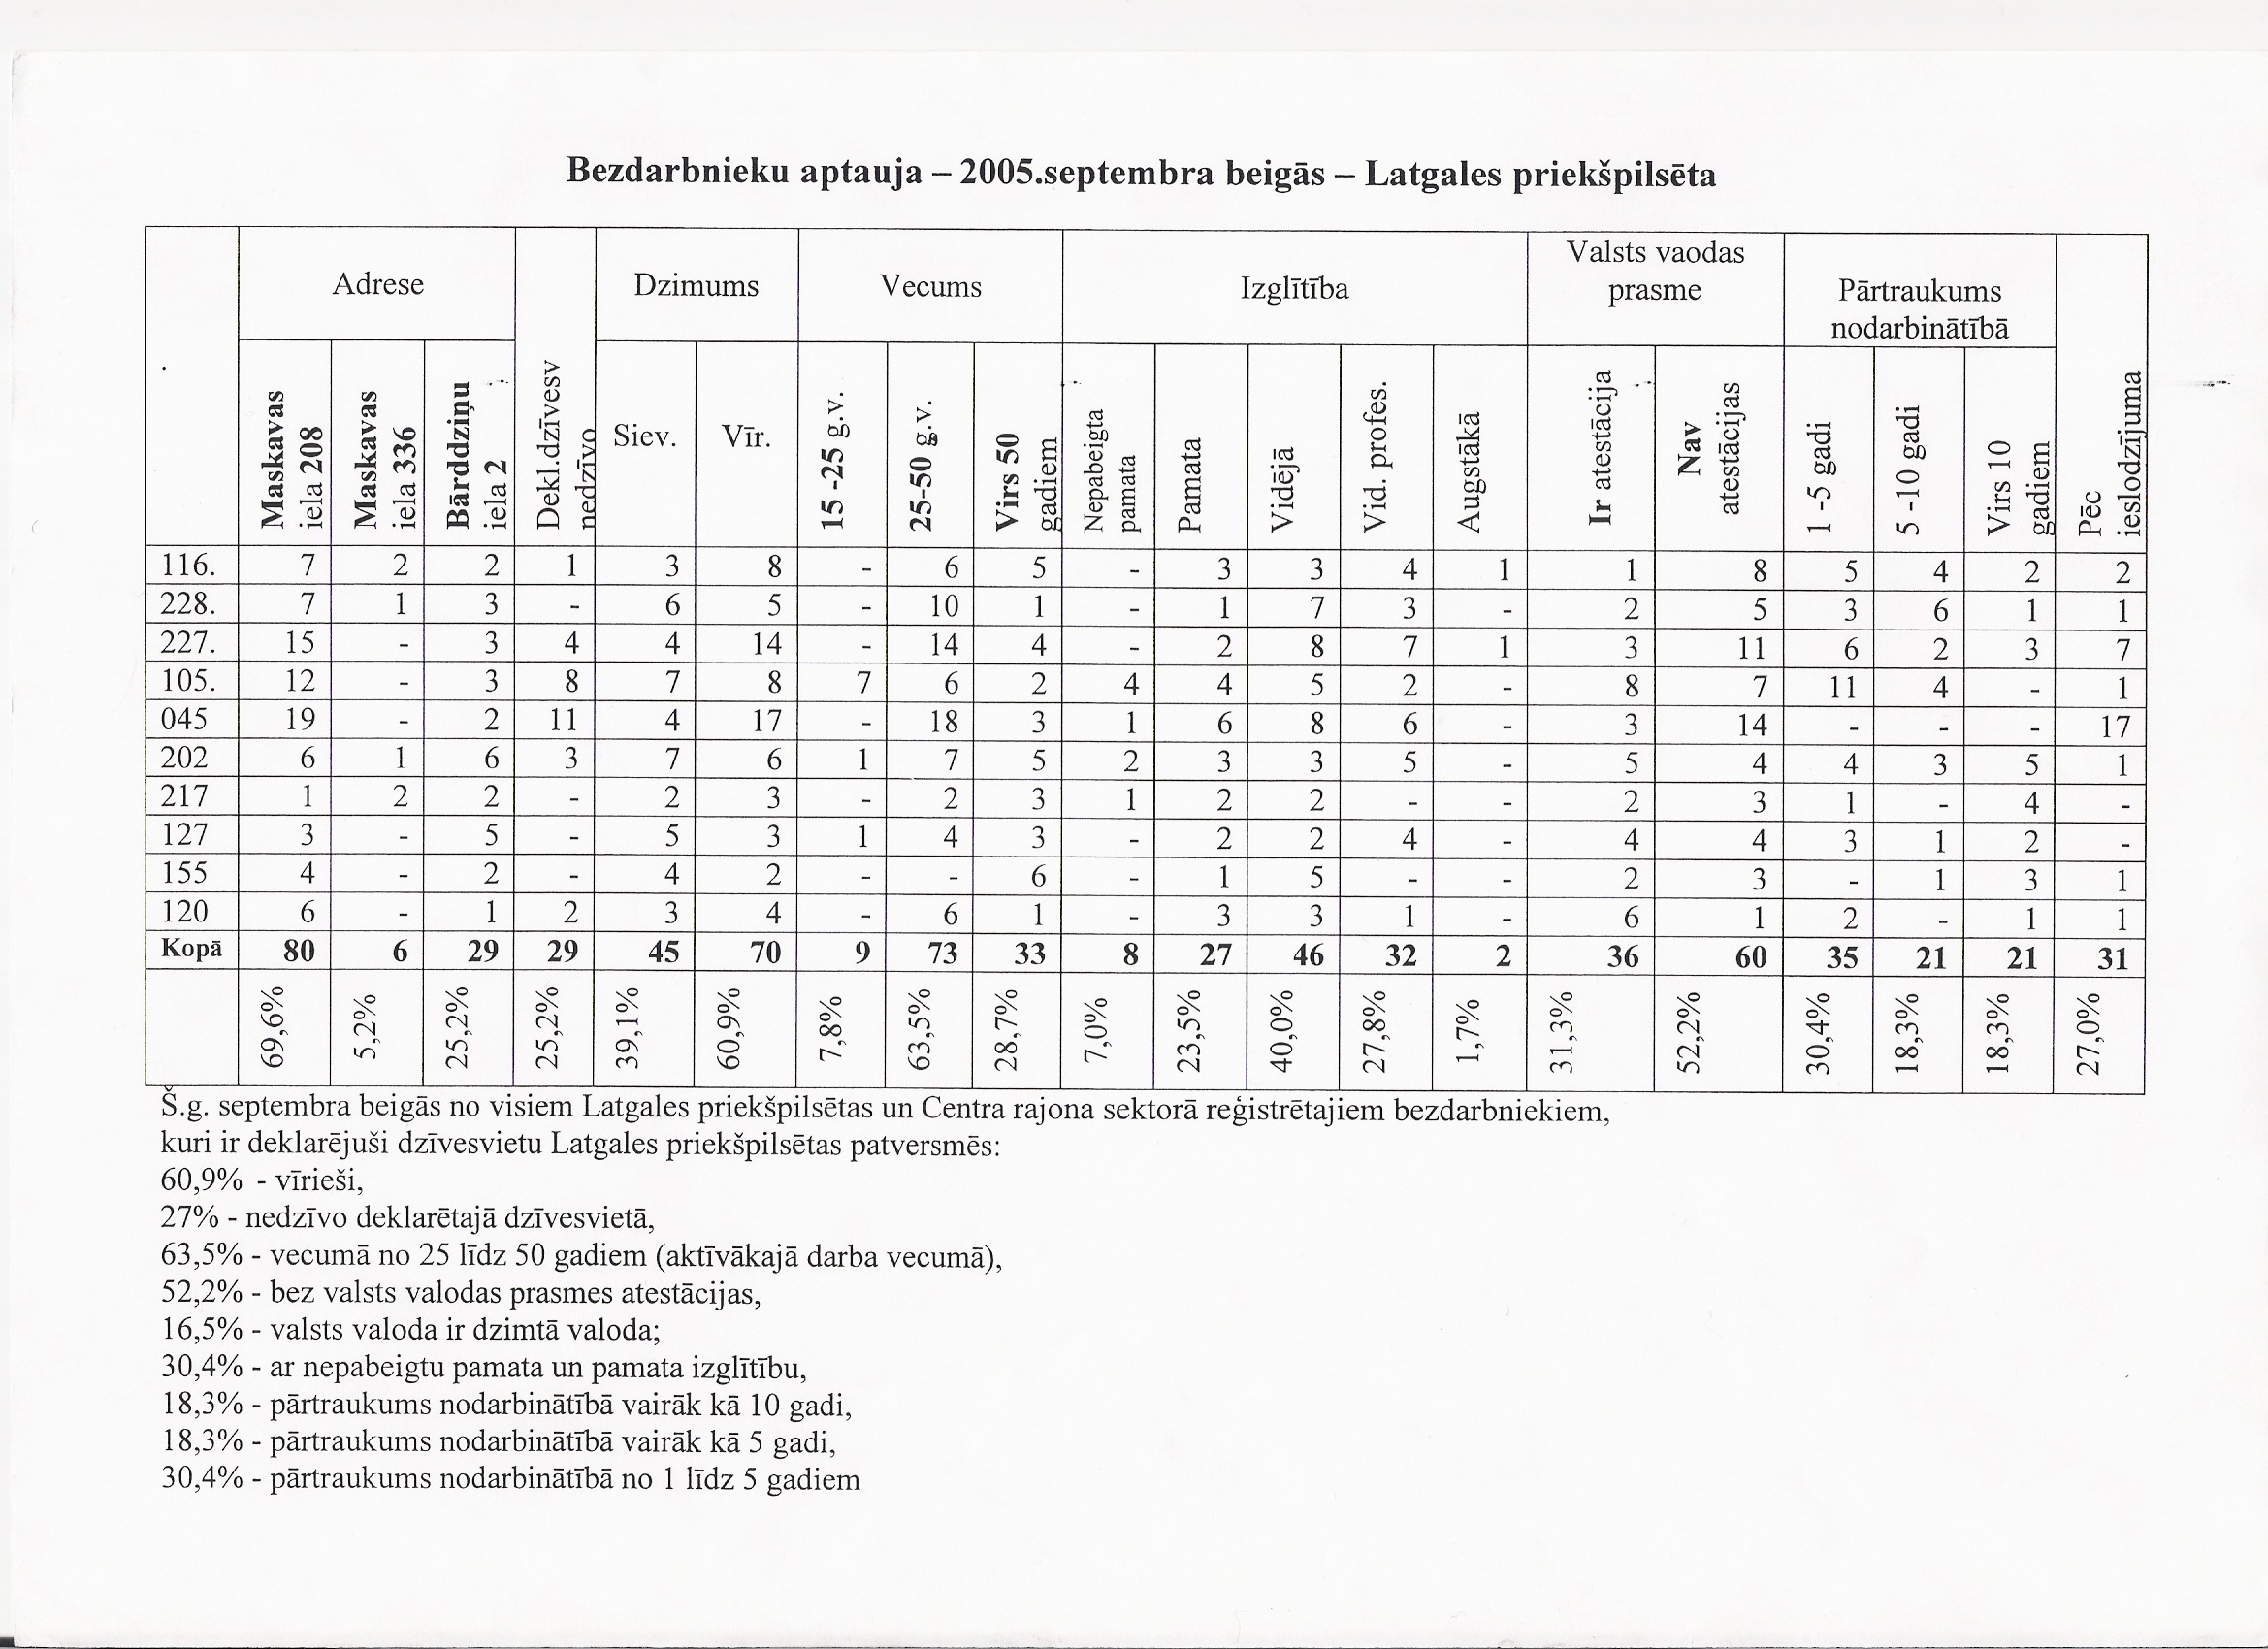 Bezdarbnieku aptauja – 2005.septembra beigās – Latgales priekšpilsēta
Adrese Dekl.dzīvesv nedzīvo Dzimums Vecums Izglītība Valsts vaodas prasme Pārtraukums nodarbinātībā Pēc ieslodzījuma
Maskavas iela 208 Maskavas iela 336 Bārddziņu iela 2 Siev. Vīr. 15 -25 g.v. 25-50 g.v. Virs 50 gadiem Nepabeigta pamata Pamata Vidējā Vid. profes. Augstākā Ir atestācija Nav atestācijas 1 -5 gadi 5 -10 gadi Virs 10 gadiem
116. 7 2 2 1 3 8 - 6 5 - 3 3 4 1 1 8 5 4 2 2
228. 7 1 3 - 6 5 - 10 1 - 1 7 3 - 2 5 3 6 1 1
227. 15 - 3 4 4 14 - 14 4 - 2 8 7 1 3 11 6 2 3 7
105. 12 - 3 8 7 8 7 6 2 4 4 5 2 - 8 7 11 4 - 1
045 19 - 2 11 4 17 - 18 3 1 6 8 6 - 3 14 - - - 17
202 6 1 6 3 7 6 1 7 5 2 3 3 5 - 5 4 4 3 5 1
217 1 2 2 - 2 3 - 2 3 1 2 2 - - 2 3 1 - 4 -
127 3 - 5 - 5 3 1 4 3 - 2 2 4 - 4 4 3 1 2 -
155 4 - 2 - 4 2 - - 6 - 1 5 - - 2 3 - 1 3 1
120 6 - 1 2 3 4 - 6 1 - 3 3 1 - 6 1 2 - 1 1
Kopā 80 6 29 29 45 70 9 73 33 8 27 46 32 2 36 60 35 21 21 31
69,6% 5,2% 25,2% 25,2% 39,1% 60,9% 7,8% 63,5% 28,7% 7,0% 23,5% 40,0% 27,8% 1,7% 31,3% 52,2% 30,4% 18,3% 18,3% 27,0%
Š.g. septembra beigās no visiem Latgales priekšpilsētas un Centra rajona sektorā reģistrētajiem bezdarbniekiem,
kuri ir deklarējuši dzīvesvietu Latgales priekšpilsētas patversmēs:
60,9% - vīrieši,
27% - nedzīvo deklarētajā dzīvesvietā,
63,5% - vecumā no 25 līdz 50 gadiem (aktīvākajā darba vecumā),
52,2% - bez valsts valodas prasmes atestācijas,
16,5% - valsts valoda ir dzimtā valoda;
30,4% - ar nepabeigtu pamata un pamata izglītību,
18,3% - pārtraukums nodarbinātībā vairāk kā 10 gadi,
18,3% - pārtraukums nodarbinātībā vairāk kā 5 gadi,
30,4% - pārtraukums nodarbinātībā no 1 līdz 5 gadiem